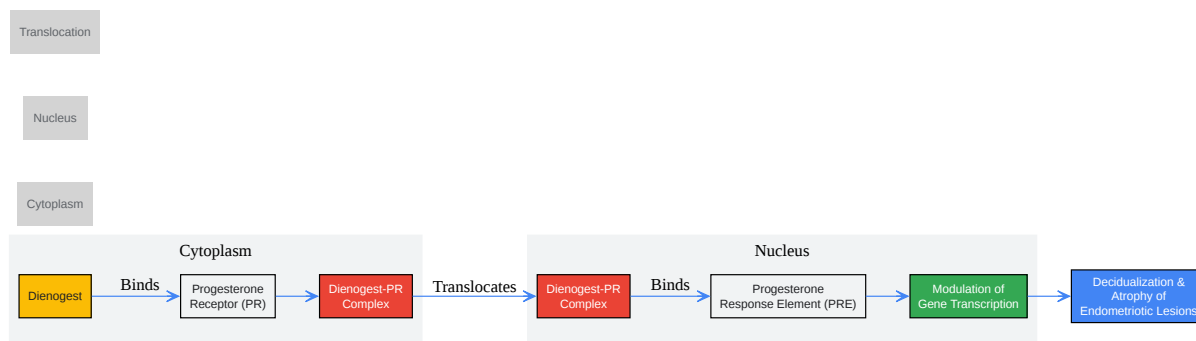 Translocation
Nucleus
Cytoplasm
Cytoplasm
Nucleus
Dienogest
Binds
Progesterone
Receptor (PR)
Dienogest-PR
Complex
Translocates
Dienogest-PR
Complex
Binds
Progesterone
Response Element (PRE)
Modulation of
Gene Transcription
Decidualization &
Atrophy of
Endometriotic Lesions